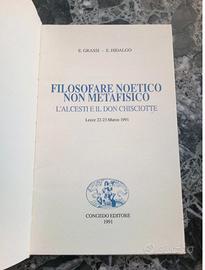 E. GRASSI - E. HIDALGO
FILOSOFARE NOETICO
NON METAFISICO
L'ALCESTI E IL DON CHISCIOTTE
Lecce 22-23 Marzo 1991
CONGEDO EDITORE
1991